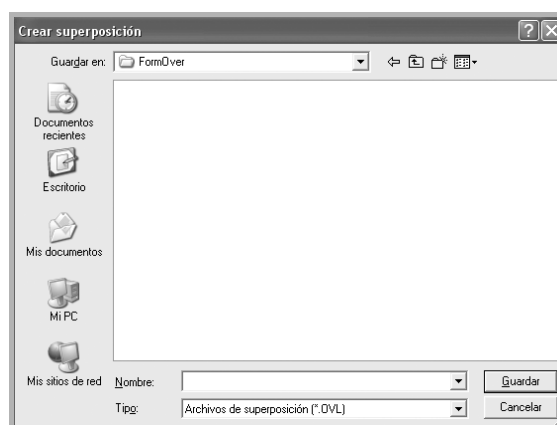 Crear superposición
Guardar en: FormOver
Documentos
recientes
Escritorio
Mis documentos
Mi PC
Mis sitios de red
Nombre:
Guardar
Tipo: Archivos de superposición (*.OVL)
Cancelar